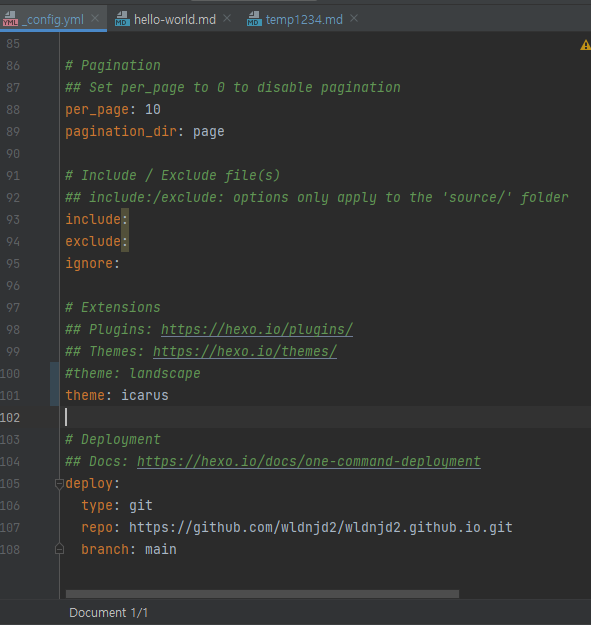 _config.yml
hello-world.md
temp1234.md
85
86 # Pagination
87 ## Set per_page to 0 to disable pagination
88 per_page: 10
89 pagination_dir: page
90
91 # Include / Exclude file(s)
92 ## include:/exclude: options only apply to the 'source/' folder
93 include:
94 exclude:
95 ignore:
96
97 # Extensions
98 ## Plugins: https://hexo.io/plugins/
99 ## Themes: https://hexo.io/themes/
100 #theme: landscape
101 theme: icarus
102
103 # Deployment
104 ## Docs: https://hexo.io/docs/one-command-deployment
105 deploy:
106 type: git
107 repo: https://github.com/wldnjd2/wldnjd2.github.io.git
108 branch: main
Document 1/1